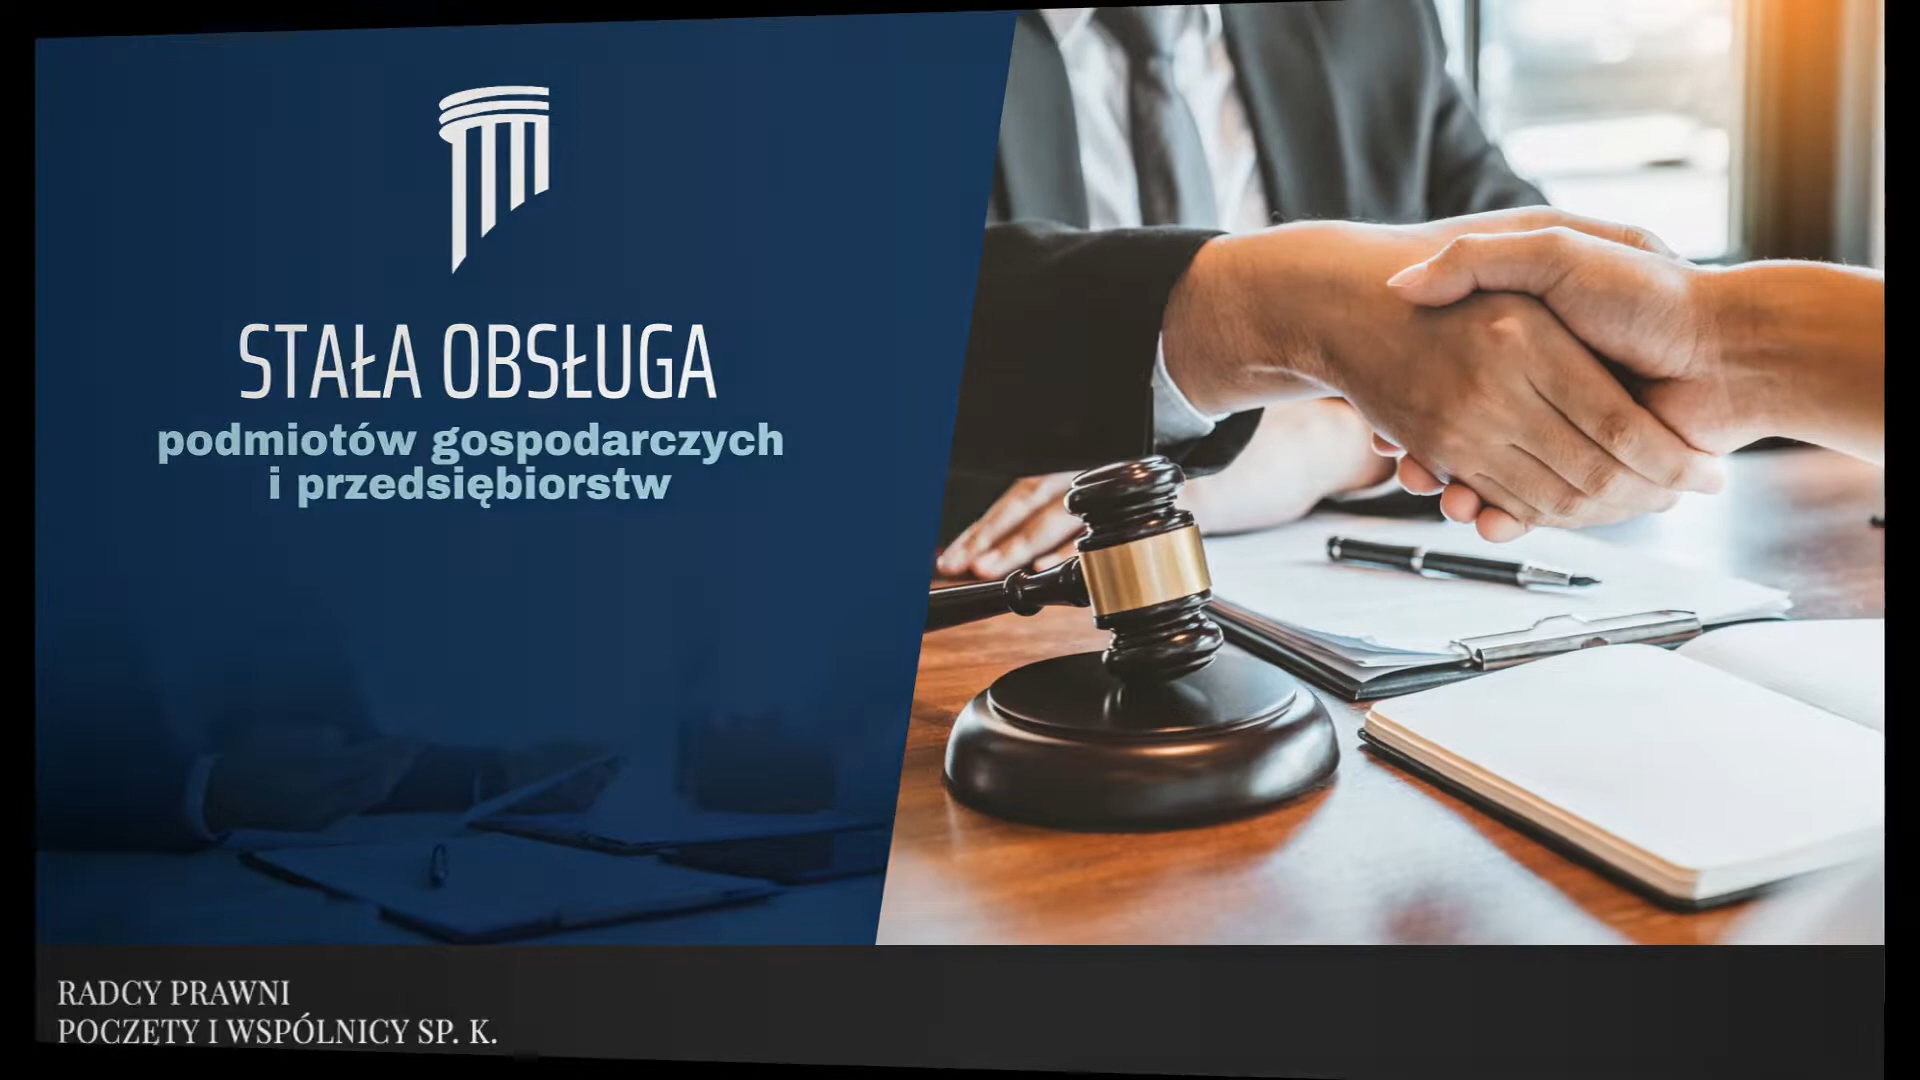 STAŁA OBSŁUGA
podmiotów gospodarczych
i przedsiębiorstw
RADCY PRAWNI
POCZETY I WSPÓLNICY SP. K.